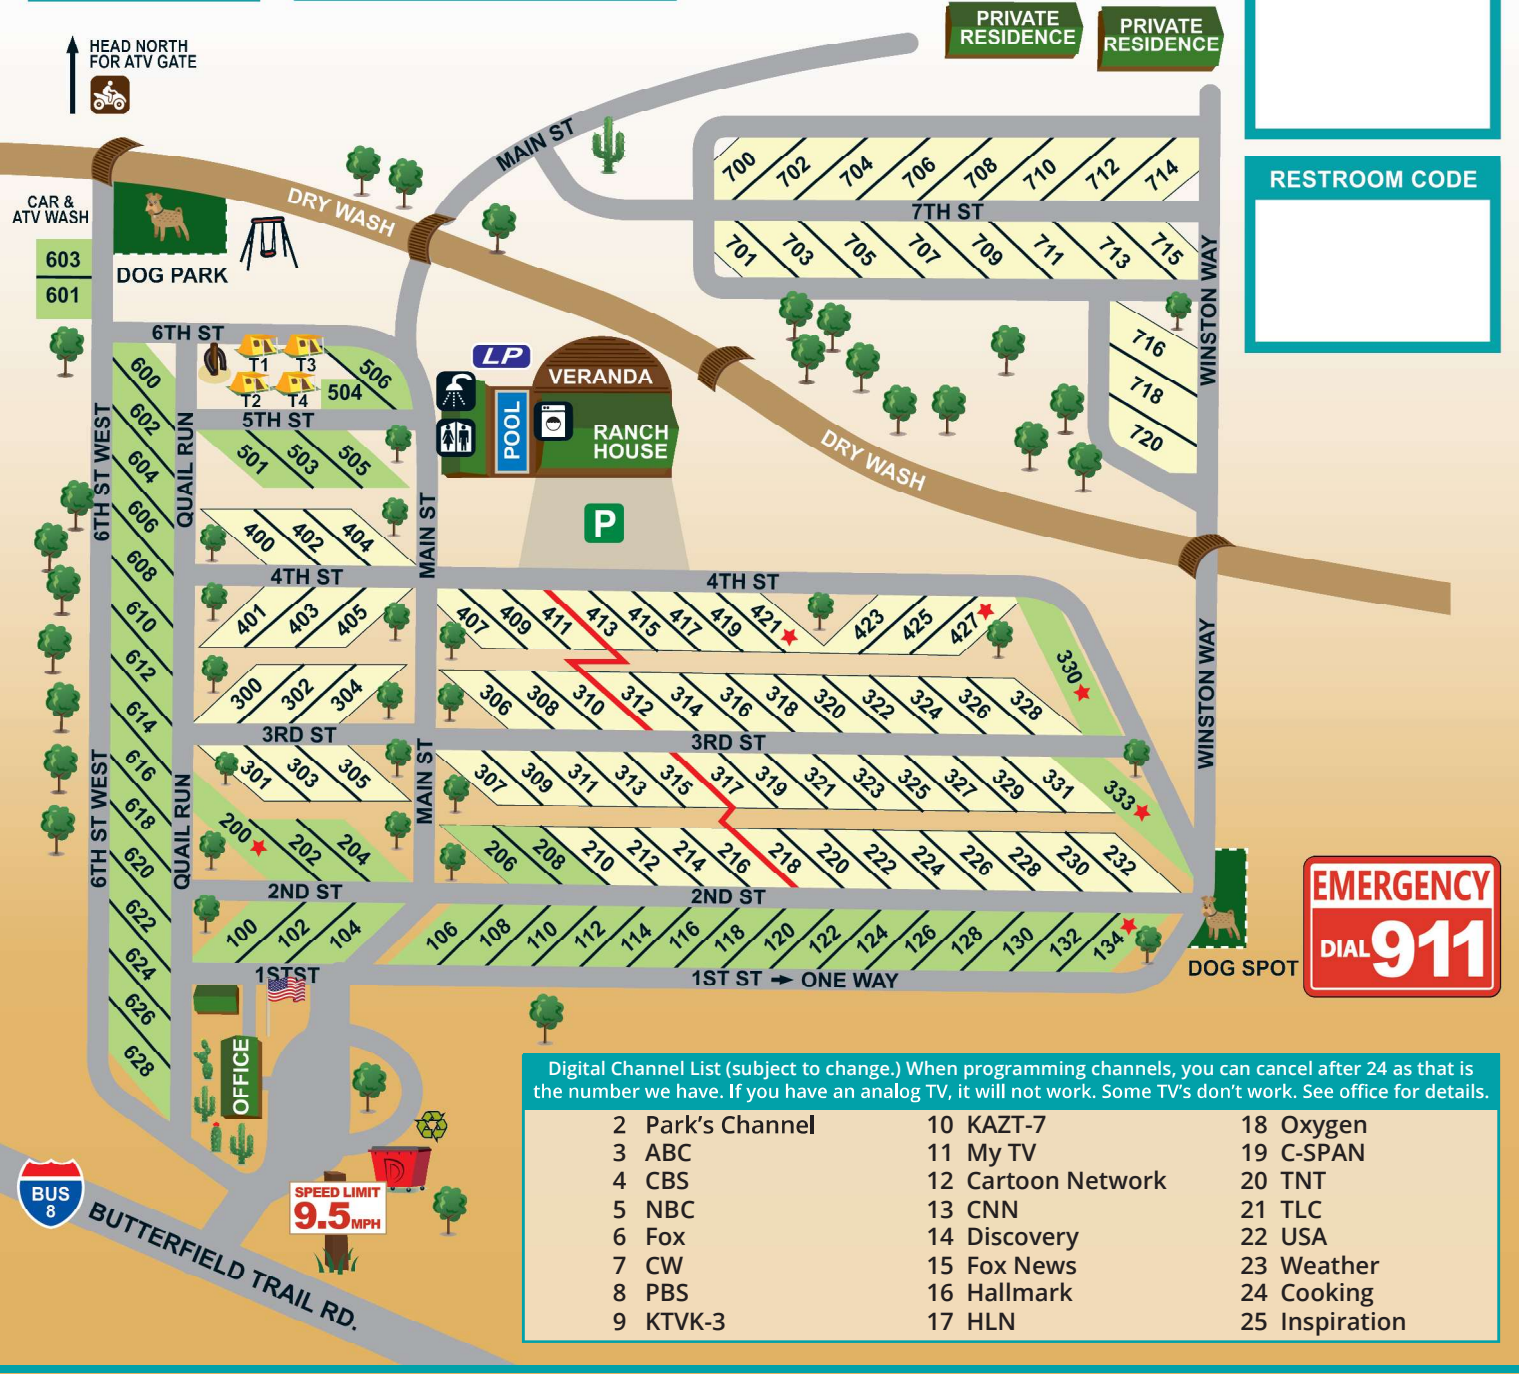 HEAD NORTH
FOR ATV GATE
PRIVATE
RESIDENCE
PRIVATE
RESIDENCE
MAIN ST
700 702 704 706 708 710 712 714
7TH ST
701 703 705 707 709 711 713 715
WINSTON WAY
716
718
720
RESTROOM CODE
CAR &
ATV WASH
603
601
DOG PARK
DRY WASH
6TH ST
T1 T3
T2 T4
504
506
5TH ST
501 503 505
LP
VERANDA
POOL
RANCH
HOUSE
P
DRY WASH
6TH ST WEST
QUAIL RUN
MAIN ST
600
602
604
606
608
610
612
614
616
618
620
622
624
626
628
400 402 404
4TH ST
4TH ST
401 403 405
407 409 411 413 415 417 419 421 423 425 427
330
WINSTON WAY
300 302 304
306 308 310 312 314 316 318 320 322 324 326 328
3RD ST
3RD ST
6TH ST WEST
QUAIL RUN
MAIN ST
301 303 305
307 309 311 313 315 317 319 321 323 325 327 329 331 333
200 202 204
206 208 210 212 214 216 218 220 222 224 226 228 230 232
2ND ST
2ND ST
100 102 104
106 108 110 112 114 116 118 120 122 124 126 128 130 132 134
1STST
1ST ST ONE WAY
DOG SPOT
EMERGENCY
DIAL 911
OFFICE
D
SPEED LIMIT
9.5 MPH
BUS
8
BUTTERFIELD TRAIL RD.
Digital Channel List (subject to change.) When programming channels, you can cancel after 24 as that is
the number we have. If you have an analog TV, it will not work. Some TV's don't work. See office for details.
2 Park's Channel
3 ABC
4 CBS
5 NBC
6 Fox
7 CW
8 PBS
9 KTVK-3
10 KAZT-7
11 My TV
12 Cartoon Network
13 CNN
14 Discovery
15 Fox News
16 Hallmark
17 HLN
18 Oxygen
19 C-SPAN
20 TNT
21 TLC
22 USA
23 Weather
24 Cooking
25 Inspiration